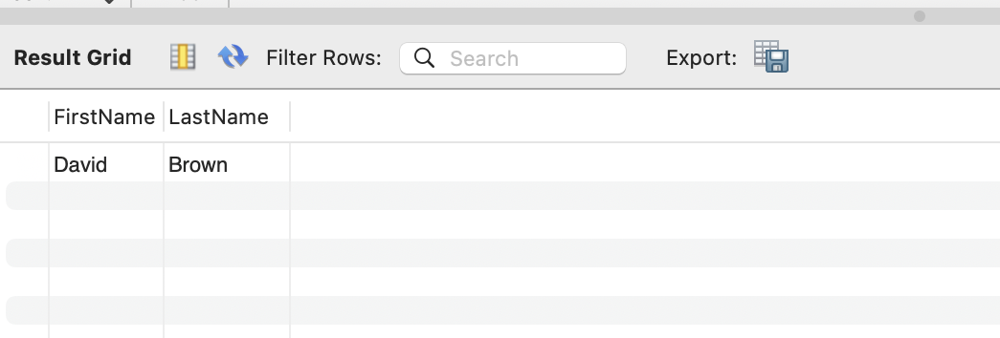 Result Grid Filter Rows: Search Export:
FirstName LastName
David Brown